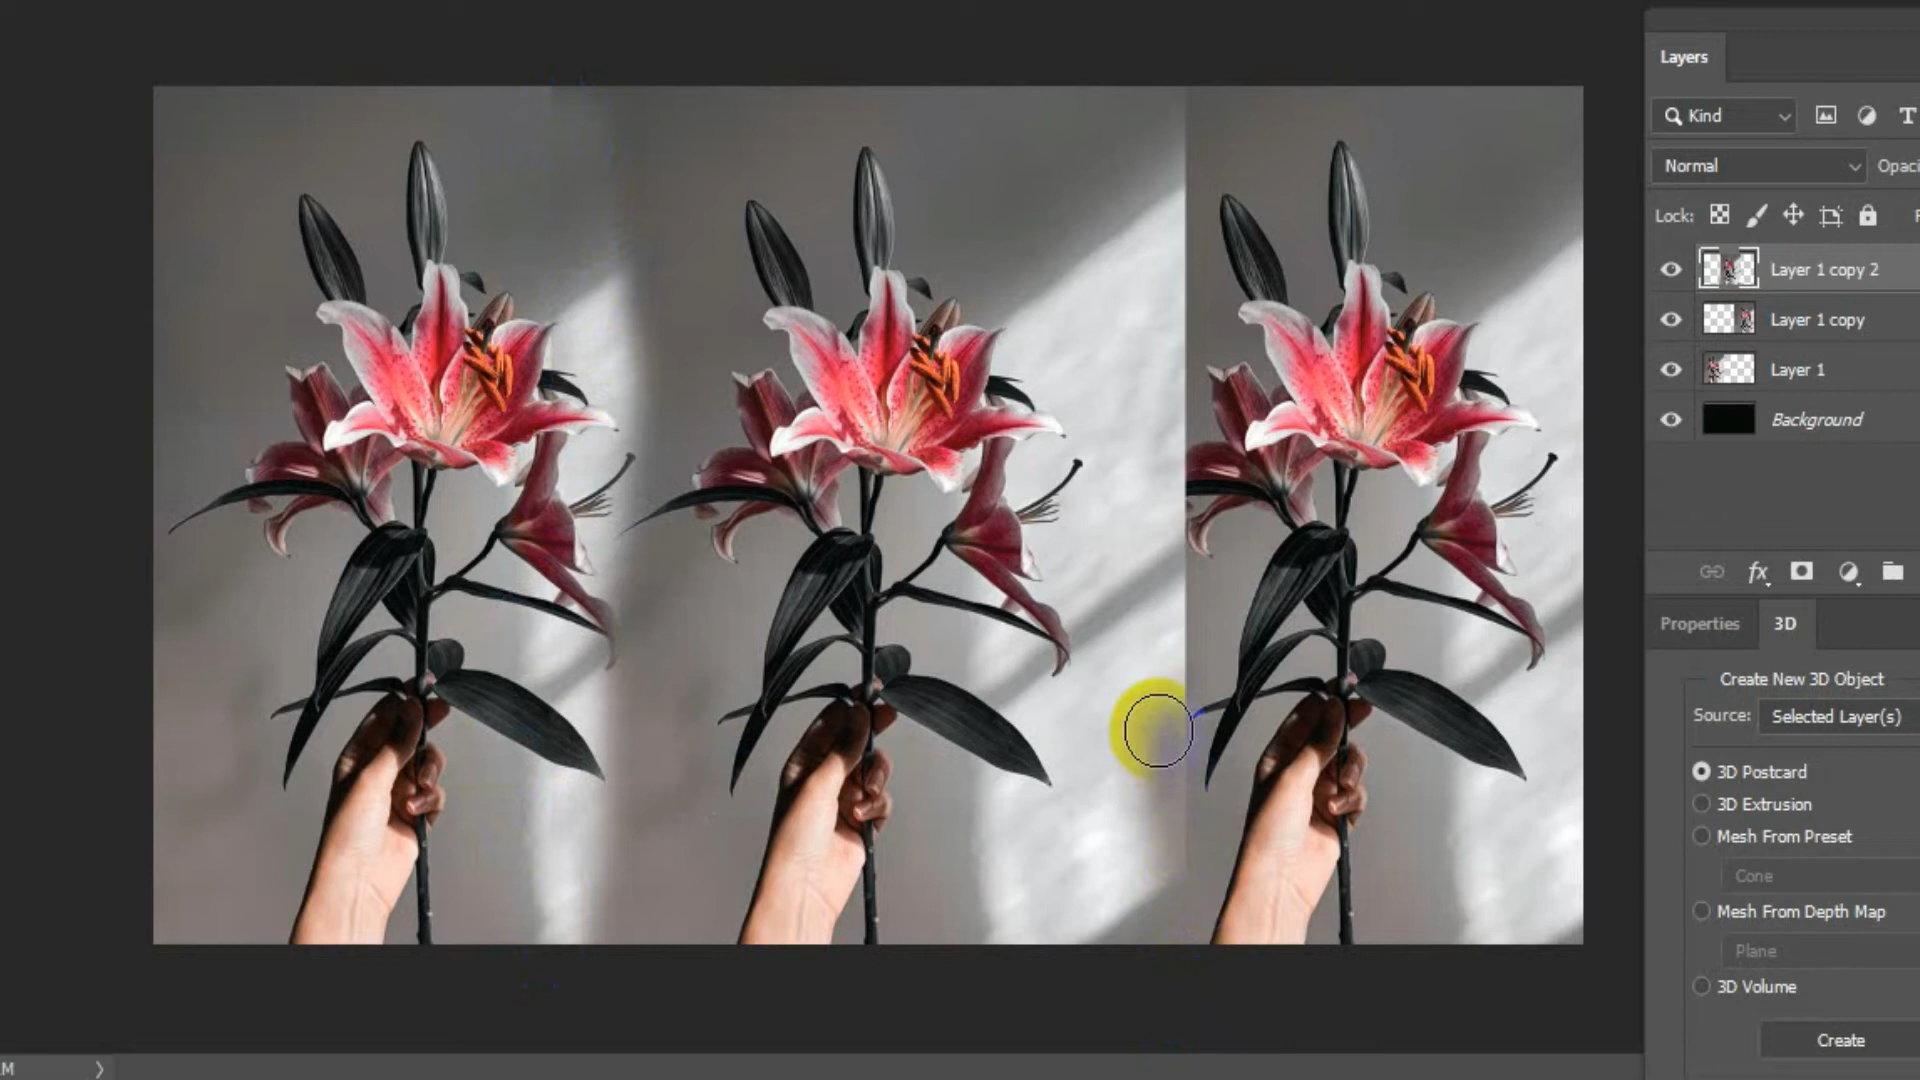 Layers
Kind
T
Normal
Lock:
Layer 1 copy 2
Layer 1 copy
Layer 1
Background
fx
Properties
3D
Create New 3D Object
Source: Selected Layer(s)
3D Postcard
3D Extrusion
Mesh From Preset
Cone
Mesh From Depth Map
Plane
3D Volume
Create